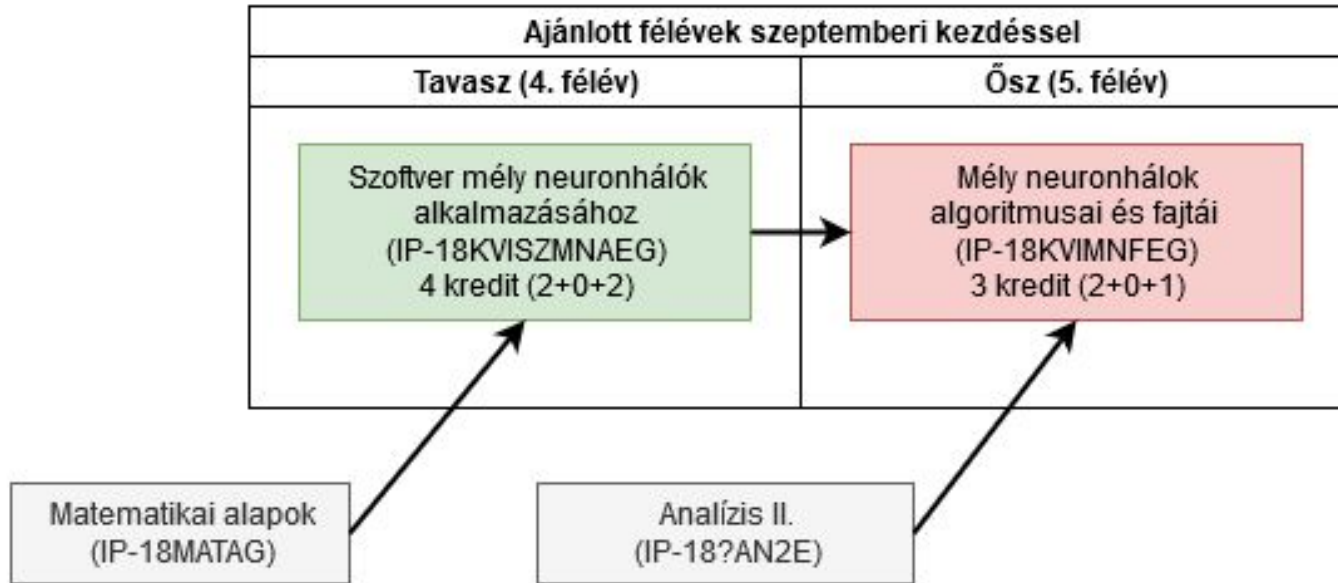 Ajánlott félévek szeptemberi kezdéssel
Tavasz (4. félév)
Ősz (5. félév)
Szoftver mély neuronhálók
alkalmazásához
(IP-18KVISZMNAEG)
4 kredit (2+0+2)
Mély neuronhálok
algoritmusai és fajtái
(IP-18KVIMNFEG)
3 kredit (2+0+1)
Matematikai alapok
(IP-18MATAG)
Analízis II.
(IP-18?AN2E)